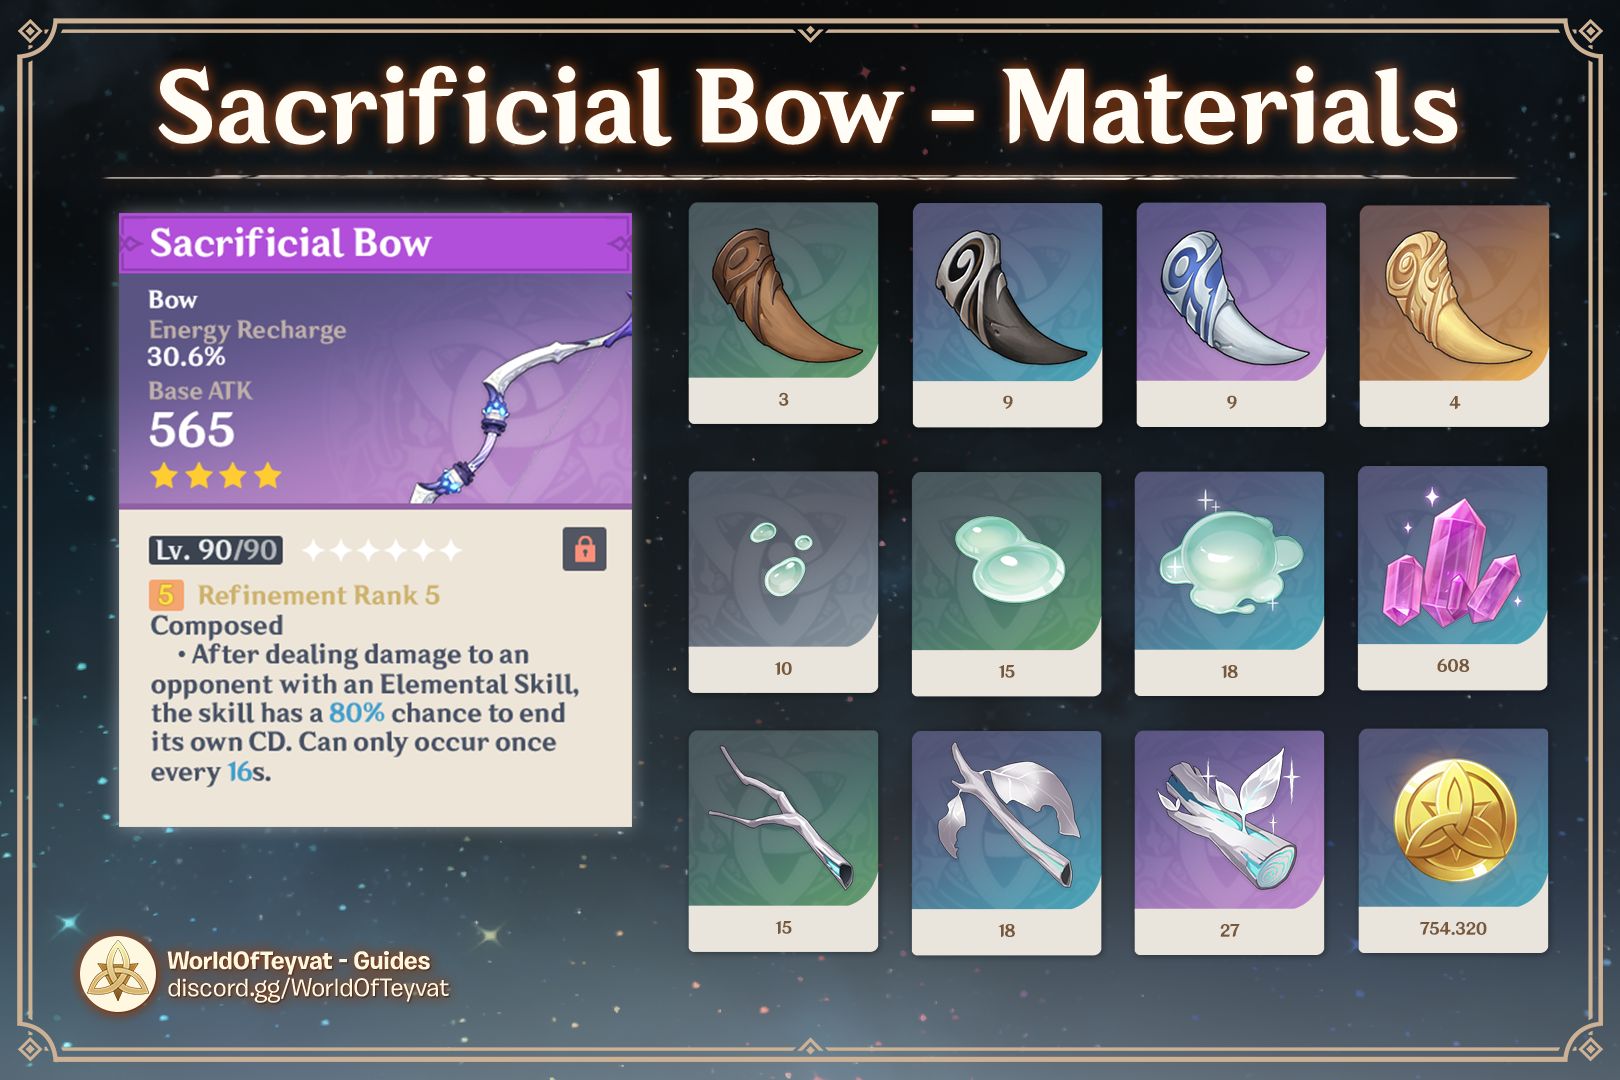 Sacrificial Bow - Materials
Sacrificial Bow
Bow
Energy Recharge
30.6%
Base ATK
565
Lv. 90/90
5 Refinement Rank 5
Composed
• After dealing damage to an
opponent with an Elemental Skill,
the skill has a 80% chance to end
its own CD. Can only occur once
every 16s.
3
9
9
4
10
15
18
608
15
18
27
754.320
WorldOfTeyvat - Guides
discord.gg/WorldOfTeyvat